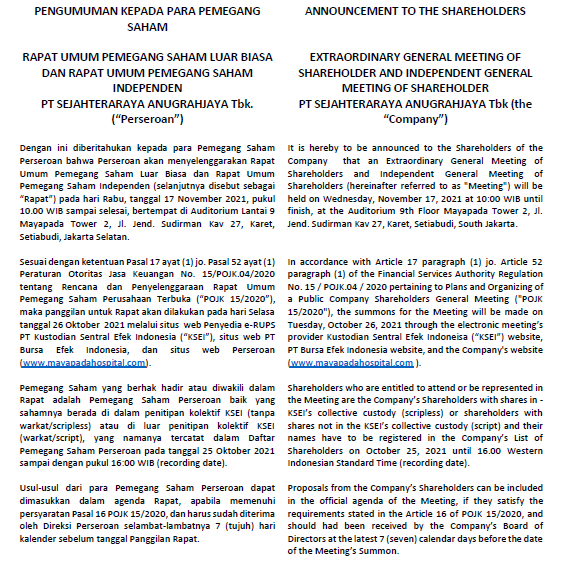 PENGUMUMAN KEPADA PARA PEMEGANG
SAHAM
RAPAT UMUM PEMEGANG SAHAM LUAR BIASA
DAN RAPAT UMUM PEMEGANG SAHAM
INDEPENDEN
PT SEJAHTERARAYA ANUGRAHJAYA Tbk.
(“Perseroan”)
Dengan ini diberitahukan kepada para Pemegang Saham
Perseroan bahwa Perseroan akan menyelenggarakan Rapat
Umum Pemegang Saham Luar Biasa dan Rapat Umum
Pemegang Saham Independen (selanjutnya disebut sebagai
“Rapat”) pada hari Rabu, tanggal 17 November 2021, pukul
10.00 WIB sampai selesai, bertempat di Auditorium Lantai 9
Mayapada Tower 2, Jl. Jend. Sudirman Kav 27, Karet,
Setiabudi, Jakarta Selatan.
Sesuai dengan ketentuan Pasal 17 ayat (1) jo. Pasal 52 ayat (1)
Peraturan Otoritas Jasa Keuangan No. 15/POJK.04/2020
tentang Rencana dan Penyelenggaraan Rapat Umum
Pemegang Saham Perusahaan Terbuka (“POJK 15/2020”),
maka panggilan untuk Rapat akan dilakukan pada hari Selasa
tanggal 26 Oktober 2021 melalui situs web Penyedia e-RUPS
PT Kustodian Sentral Efek Indonesia (“KSEI”), situs web PT
Bursa Efek Indonesia, dan situs web Perseroan
(www.mayapadahospital.com).
Pemegang Saham yang berhak hadir atau diwakili dalam
Rapat adalah Pemegang Saham Perseroan baik yang
sahamnya berada di dalam penitipan kolektif KSEI (tanpa
warkat/scripless) atau di luar penitipan kolektif KSEI
(warkat/script), yang namanya tercatat dalam Daftar
Pemegang Saham Perseroan pada tanggal 25 Oktober 2021
sampai dengan pukul 16:00 WIB (recording date).
Usul-usul dari para Pemegang Saham Perseroan dapat
dimasukkan dalam agenda Rapat, apabila memenuhi
persyaratan Pasal 16 POJK 15/2020, dan harus sudah diterima
oleh Direksi Perseroan selambat-lambatnya 7 (tujuh) hari
kalender sebelum tanggal Panggilan Rapat.
ANNOUNCEMENT TO THE SHAREHOLDERS
EXTRAORDINARY GENERAL MEETING OF
SHAREHOLDER AND INDEPENDENT GENERAL
MEETING OF SHAREHOLDER
PT SEJAHTERARAYA ANUGRAHJAYA Tbk (the
“Company”)
It is hereby to be announced to the Shareholders of the
Company that an Extraordinary General Meeting of
Shareholders and Independent General Meeting of
Shareholders (hereinafter referred to as "Meeting") will be
held on Wednesday, November 17, 2021 at 10:00 WIB until
finish, at the Auditorium 9th Floor Mayapada Tower 2, Jl.
Jend. Sudirman Kav 27, Karet, Setiabudi, South Jakarta.
In accordance with Article 17 paragraph (1) jo. Article 52
paragraph (1) of the Financial Services Authority Regulation
No. 15 / POJK.04 / 2020 pertaining to Plans and Organizing of
a Public Company Shareholders General Meeting ("POJK
15/2020"), the summons for the Meeting will be made on
Tuesday, October 26, 2021 through the electronic meeting’s
provider Kustodian Sentral Efek Indoneisa (“KSEI”) website,
PT Bursa Efek Indonesia website, and the Company's website
(www.mayapadahospital.com ).
Shareholders who are entitled to attend or be represented in
the Meeting are the Company’s Shareholders with shares in -
KSEI’s collective custody (scripless) or shareholders with
shares not in the KSEI’s collective custody (script) and their
names have to be registered in the Company’s List of
Shareholders on October 25, 2021 until 16.00 Western
Indonesian Standard Time (recording date).
Proposals from the Company’s Shareholders can be included
in the official agenda of the Meeting, if they satisfy the
requirements stated in the Article 16 of POJK 15/2020, and
should had been received by the Company’s Board of
Directors at the latest 7 (seven) calendar days before the date
of the Meeting’s Summon.